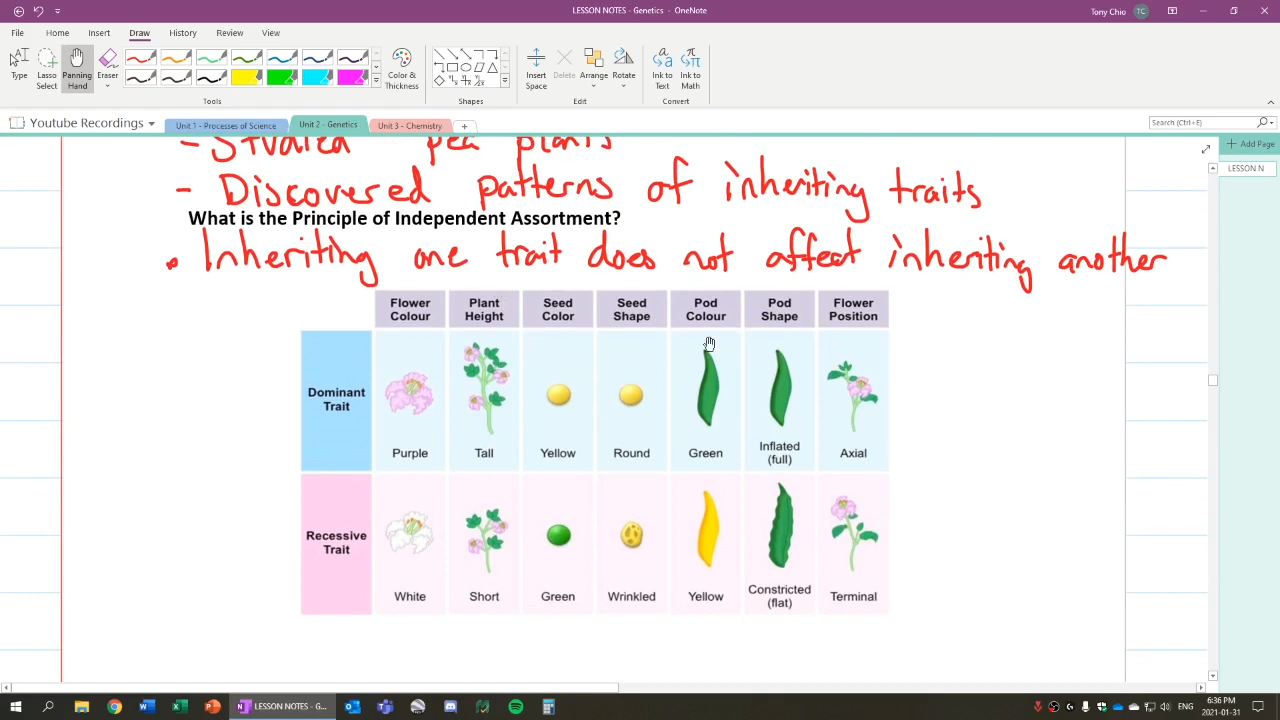 LESSON NOTES - Genetics - OneNote
Tony Chio TC
File Home Insert Draw History Review View
Type
Lasso Select
Panning Hand
Eraser
Color & Thickness
Insert Space
Delete
Arrange
Rotate
Ink to Text
Ink to Math
Tools Shapes Edit Convert
Youtube Recordings Unit 1 - Processes of Science Unit 2 - Genetics Unit 3 - Chemistry Search (Ctrl+E)
Add Page
LESSON N
- Studied pea plants
- Discovered patterns of inheriting traits
What is the Principle of Independent Assortment?
• Inheriting one trait does not affect inheriting another
Flower Colour Plant Height Seed Color Seed Shape Pod Colour Pod Shape Flower Position
Dominant Trait
Purple Tall Yellow Round Green Inflated (full) Axial
Recessive Trait
White Short Green Wrinkled Yellow Constricted (flat) Terminal
LESSON NOTES - G...
ENG
6:36 PM
2021-01-31